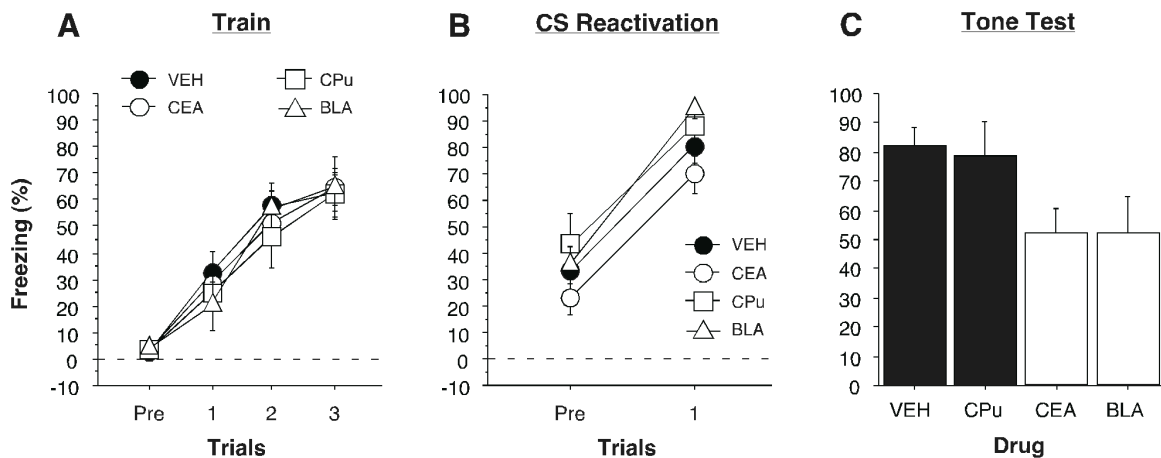 A Train
VEH CPu
CEA BLA
100
90
80
70
60
50
40
30
20
10
0
-10
Freezing (%)
Pre 1 2 3
Trials
B CS Reactivation
100
90
80
70
60
50
40
30
20
10
0
-10
VEH
CEA
CPu
BLA
Pre 1
Trials
C Tone Test
100
90
80
70
60
50
40
30
20
10
0
VEH CPu CEA BLA
Drug